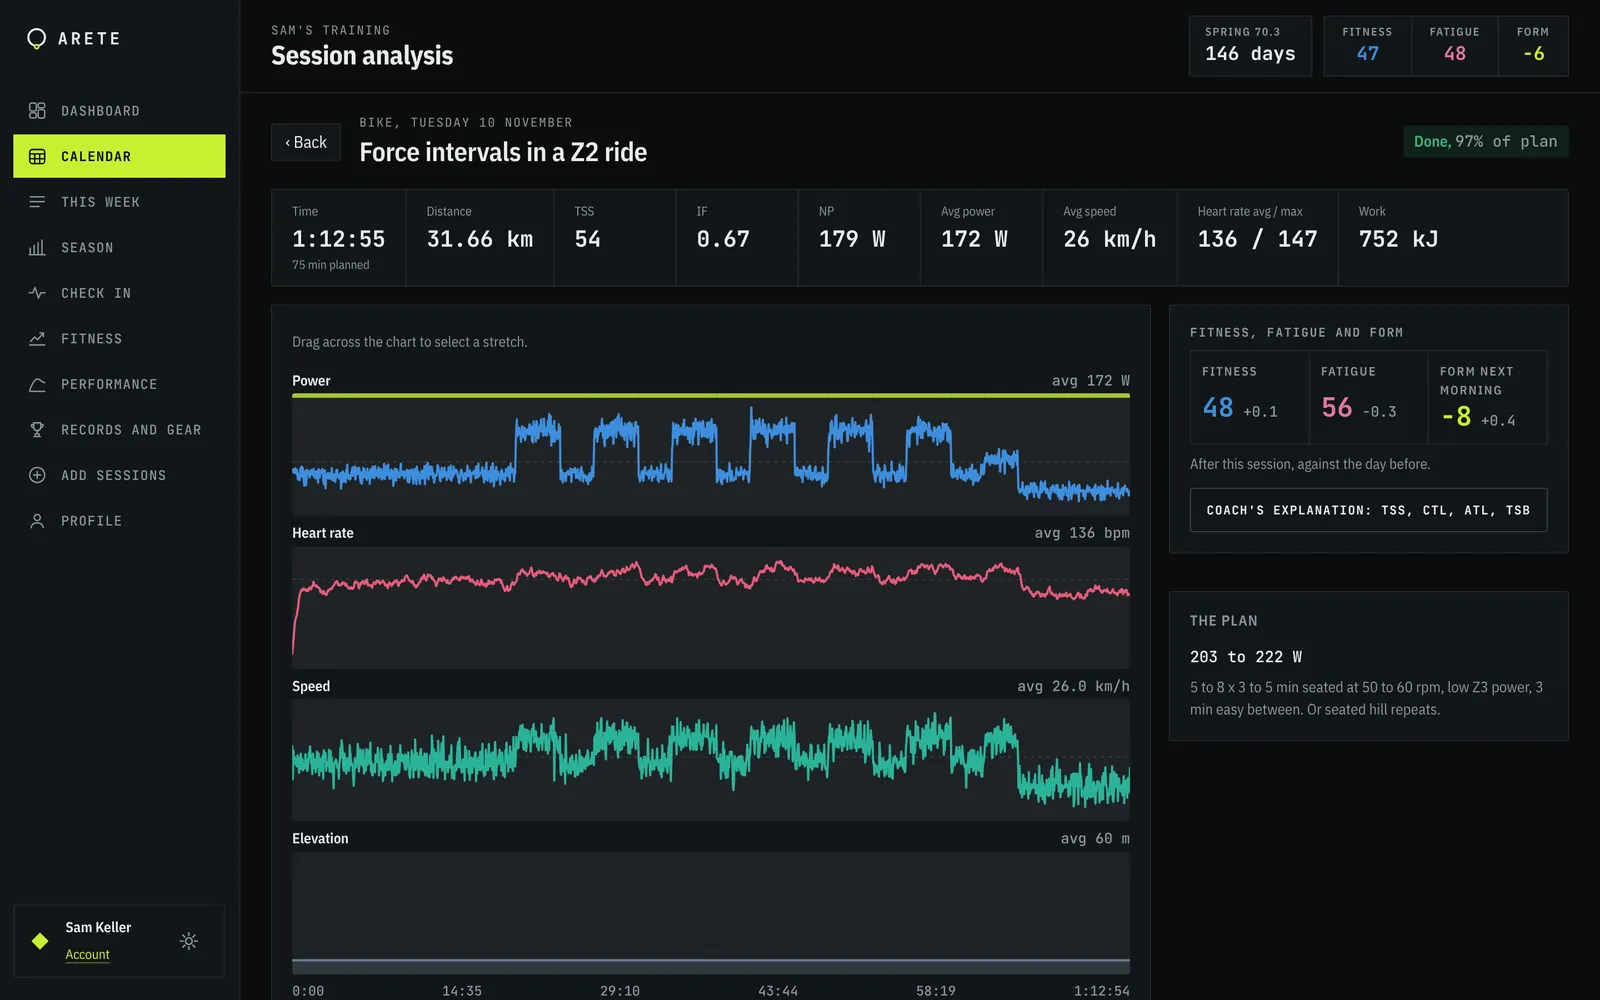 ARETE
DASHBOARD
CALENDAR
THIS WEEK
SEASON
CHECK IN
FITNESS
PERFORMANCE
RECORDS AND GEAR
ADD SESSIONS
PROFILE
Sam Keller
Account
SAM'S TRAINING
Session analysis
SPRING 70.3
146 days
FITNESS
47
FATIGUE
48
FORM
-6
‹ Back
BIKE, TUESDAY 10 NOVEMBER
Force intervals in a Z2 ride
Done, 97% of plan
Time
1:12:55
75 min planned
Distance
31.66 km
TSS
54
IF
0.67
NP
179 W
Avg power
172 W
Avg speed
26 km/h
Heart rate avg / max
136 / 147
Work
752 kJ
Drag across the chart to select a stretch.
Power avg 172 W
Heart rate avg 136 bpm
Speed avg 26.0 km/h
Elevation avg 60 m
0:00 14:35 29:10 43:44 58:19 1:12:54
FITNESS, FATIGUE AND FORM
FITNESS
48 +0.1
FATIGUE
56 -0.3
FORM NEXT
MORNING
-8 +0.4
After this session, against the day before.
COACH'S EXPLANATION: TSS, CTL, ATL, TSB
THE PLAN
203 to 222 W
5 to 8 x 3 to 5 min seated at 50 to 60 rpm, low Z3 power, 3
min easy between. Or seated hill repeats.